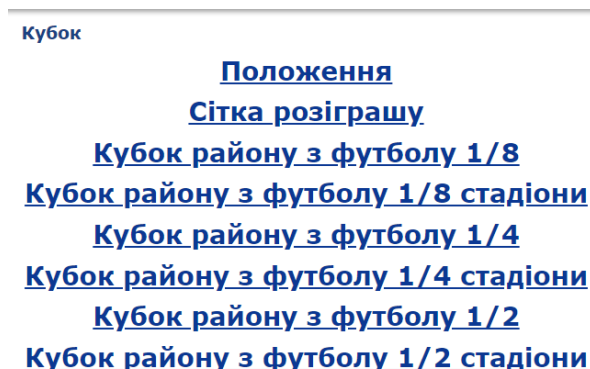 Кубок
Положення
Сітка розіграшу
Кубок району з футболу 1/8
Кубок району з футболу 1/8 стадіони
Кубок району з футболу 1/4
Кубок району з футболу 1/4 стадіони
Кубок району з футболу 1/2
Кубок району з футболу 1/2 стадіони